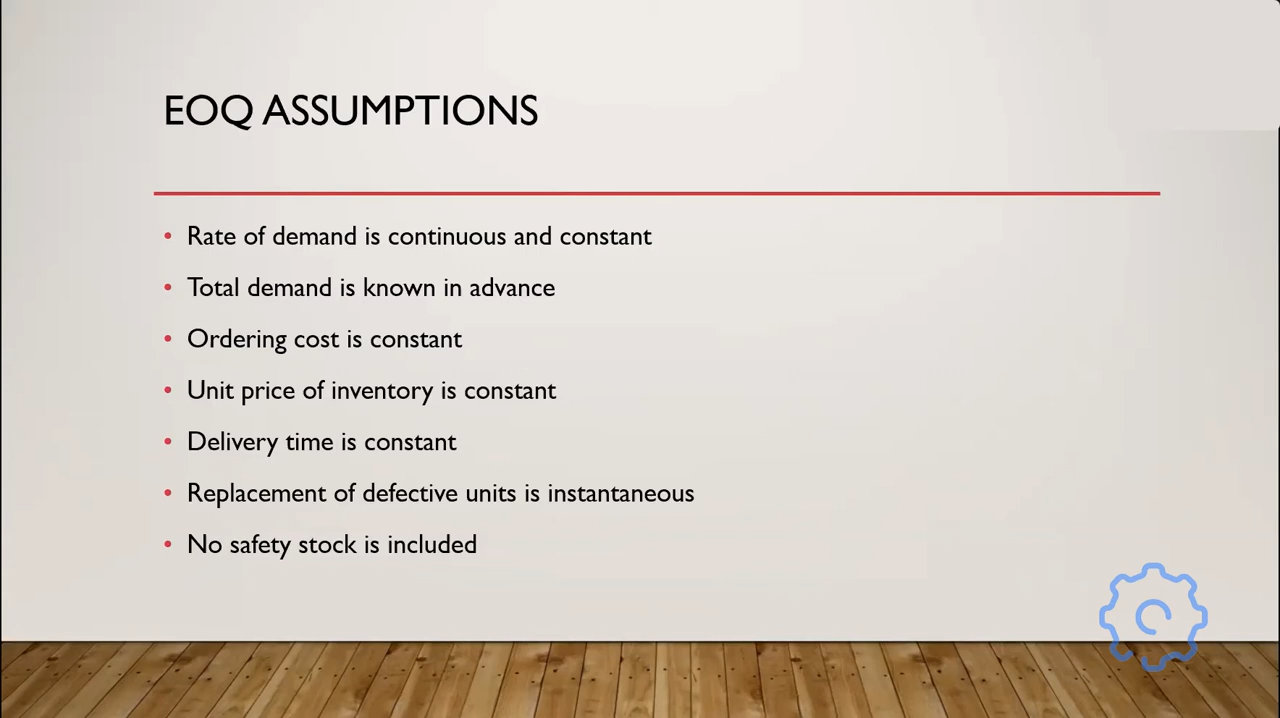 EOQ ASSUMPTIONS
Rate of demand is continuous and constant
Total demand is known in advance
Ordering cost is constant
Unit price of inventory is constant
Delivery time is constant
Replacement of defective units is instantaneous
No safety stock is included